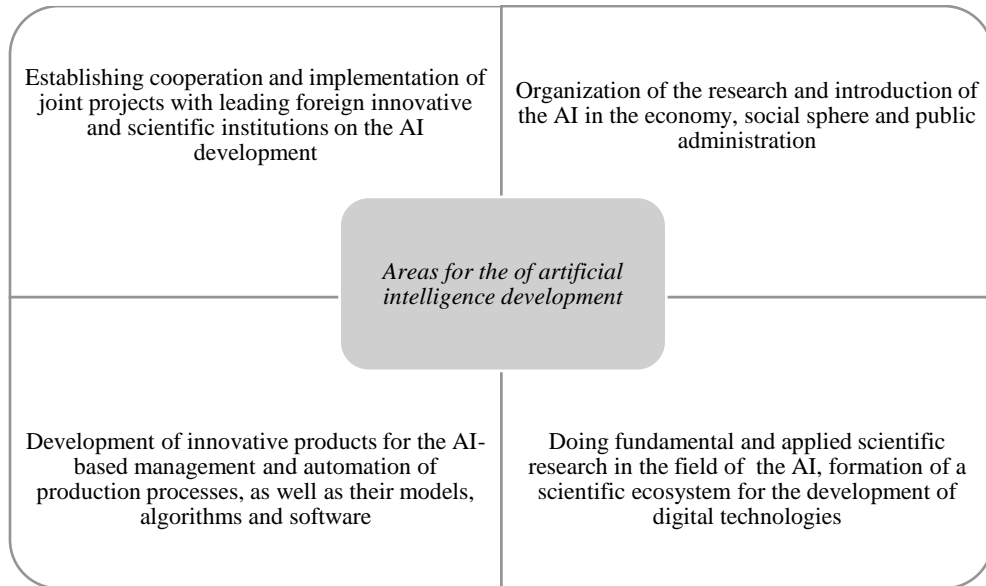 Establishing cooperation and implementation of
joint projects with leading foreign innovative
and scientific institutions on the AI
development
Organization of the research and introduction of
the AI in the economy, social sphere and public
administration
Areas for the of artificial
intelligence development
Development of innovative products for the AI-
based management and automation of
production processes, as well as their models,
algorithms and software
Doing fundamental and applied scientific
research in the field of  the AI, formation of a
scientific ecosystem for the development of
digital technologies